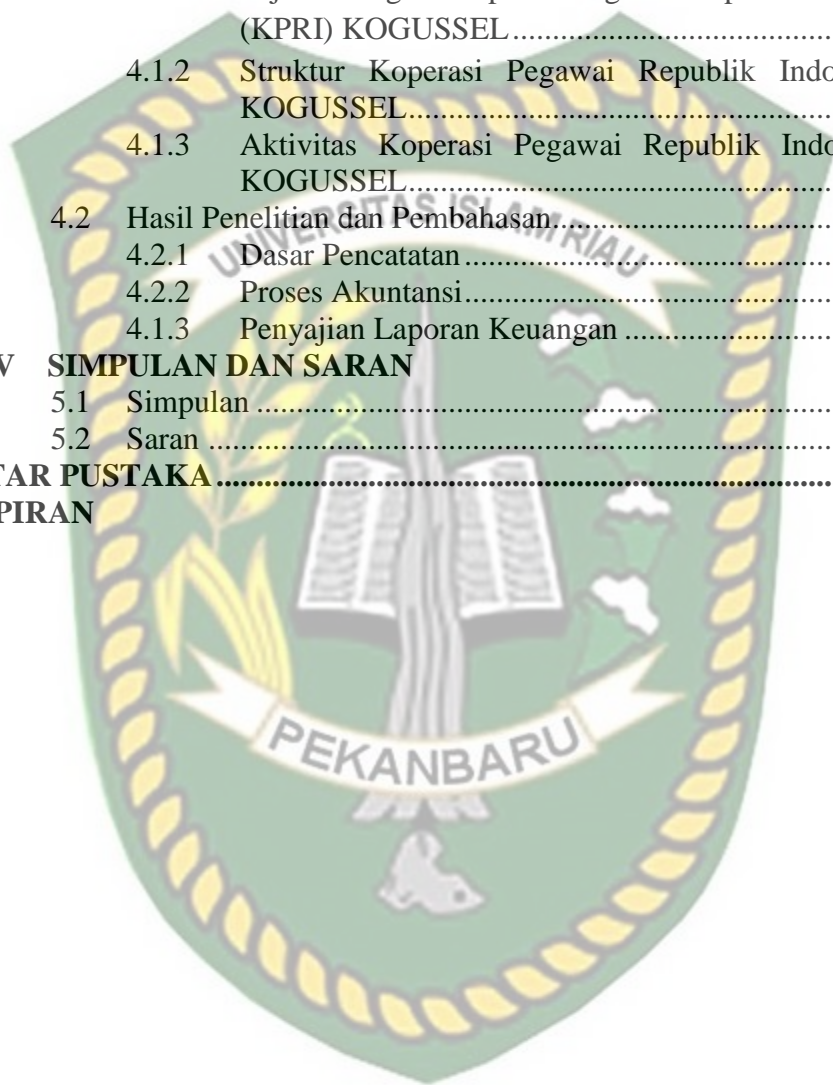 (KPRI) KOGUSSEL
4.1.2 Struktur Koperasi Pegawai Republik
KOGUSSEL
4.1.3 Aktivitas Koperasi Pegawai Republik
KOGUSSEL
4.2 Hasil Penelitian dan Pembahasan
UNIVERSITAS ISLAM RIAU
4.2.1 Dasar Pencatatan
4.2.2 Proses Akuntansi
4.1.3 Penyajian Laporan Keuangan
V SIMPULAN DAN SARAN
5.1 Simpulan
5.2 Saran
TAR PUSTAKA
PIRAN
PEKANBARU